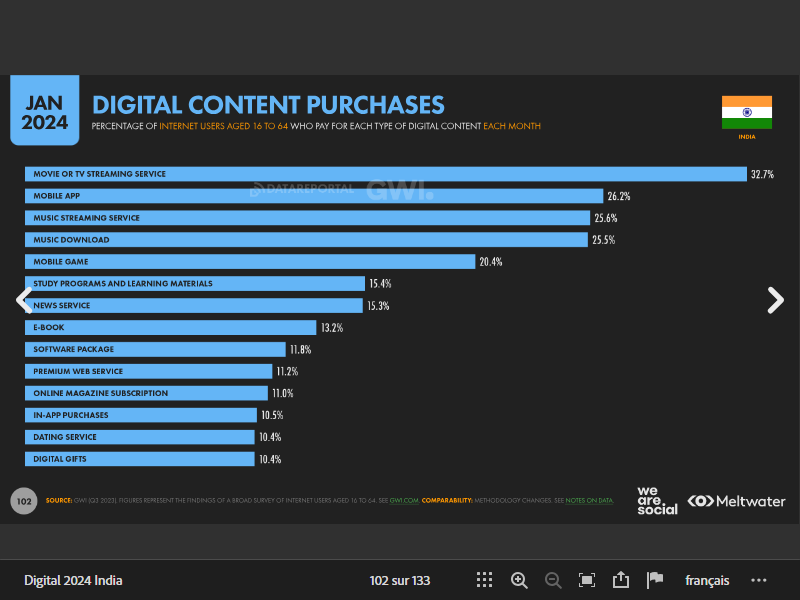 JAN
2024
DIGITAL CONTENT PURCHASES
PERCENTAGE OF INTERNET USERS AGED 16 TO 64 WHO PAY FOR EACH TYPE OF DIGITAL CONTENT EACH MONTH
INDIA
MOVIE OR TV STREAMING SERVICE 32.7%
DATAREPORTAL GWI.
MOBILE APP 26.2%
MUSIC STREAMING SERVICE 25.6%
MUSIC DOWNLOAD 25.5%
MOBILE GAME 20.4%
STUDY PROGRAMS AND LEARNING MATERIALS 15.4%
NEWS SERVICE 15.3%
E-BOOK 13.2%
SOFTWARE PACKAGE 11.8%
PREMIUM WEB SERVICE 11.2%
ONLINE MAGAZINE SUBSCRIPTION 11.0%
IN-APP PURCHASES 10.5%
DATING SERVICE 10.4%
DIGITAL GIFTS 10.4%
102
SOURCE: GWI (Q3 2023). FIGURES REPRESENT THE FINDINGS OF A BROAD SURVEY OF INTERNET USERS AGED 16 TO 64. SEE GWI.COM. COMPARABILITY: METHODOLOGY CHANGES. SEE NOTES ON DATA.
we
are.
social
Meltwater
Digital 2024 India
102 sur 133
français